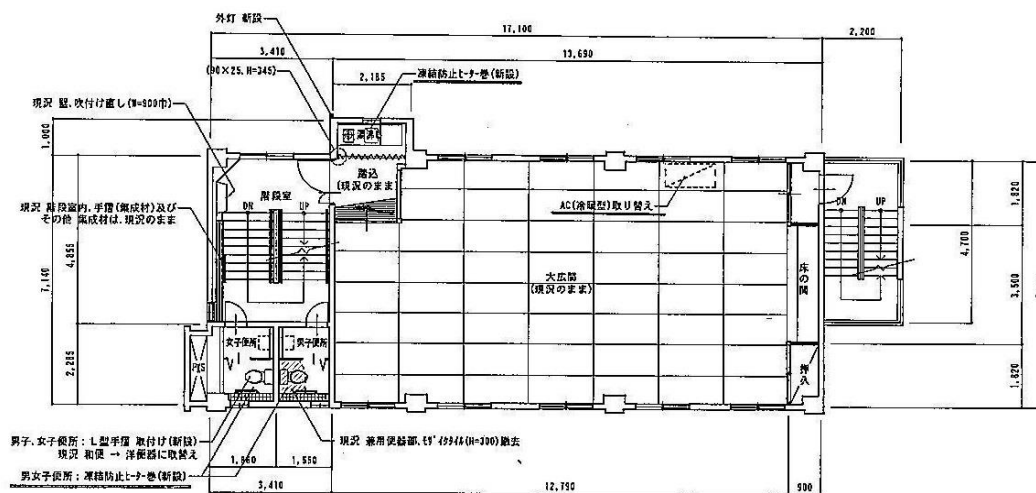 外灯 新設
17,100
2,200
3,410
13,690
(90×25,H=345)
2,185
凍結防止ヒーター巻(新設)
現況 壁、吹付け直し(W=900巾)
1,000
湯沸
踏込
(現況のまま)
階段室
DN
UP
AC(冷暖型)取り替え
現況 階段室内、手摺(集成材)及び
その他 集成材は、現況のまま
DN
UP
1,820
4,855
7,140
大広間
(現況のまま)
床の間
4,700
3,500
女子便所
男子便所
2,285
PS
押入
1,820
男子、女子便所:L型手摺 取付け(新設)
現況 和便 → 洋便器に取替え
現況 兼用便器部、モザイクタイル(H=300)撤去
1,550
男女子便所:凍結防止ヒーター巻(新設)
3,410
12,790
900